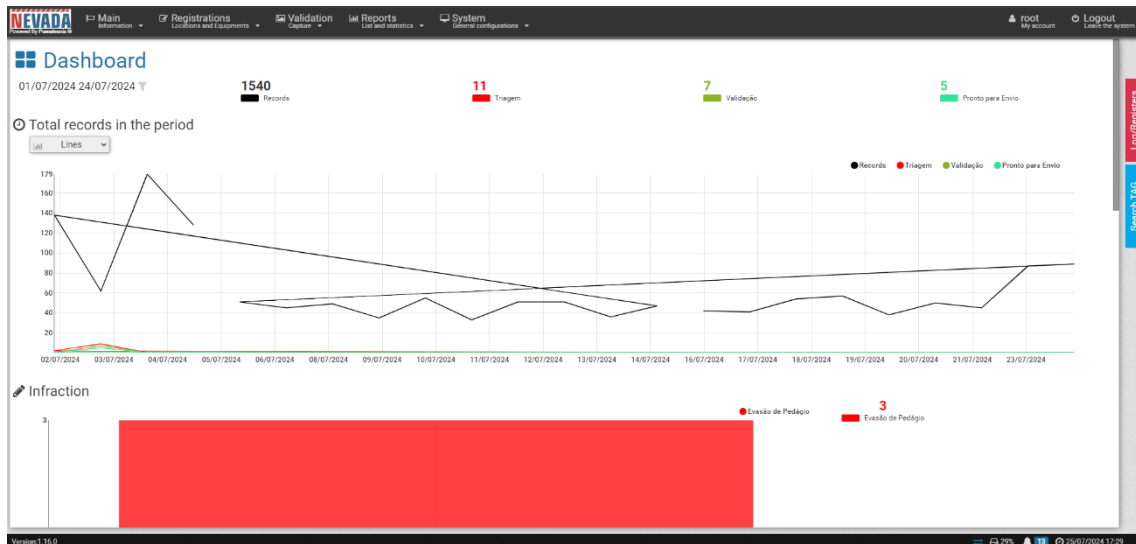 NEVADA
Powered By Pumatronix ®
Main
Information
Registrations
Locations and Equipments
Validation
Capture
Reports
List and statistics
System
General configurations
root
My account
Logout
Leave the system
Dashboard
01/07/2024 24/07/2024
1540
Records
11
Triagem
7
Validação
5
Pronto para Envio
Log/Registers
Search TAG
Total records in the period
Lines
Records Triagem Validação Pronto para Envio
179
160
140
120
100
80
60
40
20
02/07/2024 03/07/2024 04/07/2024 05/07/2024 06/07/2024 08/07/2024 09/07/2024 10/07/2024 11/07/2024 12/07/2024 13/07/2024 14/07/2024 16/07/2024 17/07/2024 18/07/2024 19/07/2024 20/07/2024 21/07/2024 23/07/2024
Infraction
Evasão de Pedágio
3
Evasão de Pedágio
3
Version:1.16.0
29% 13 25/07/2024 17:29